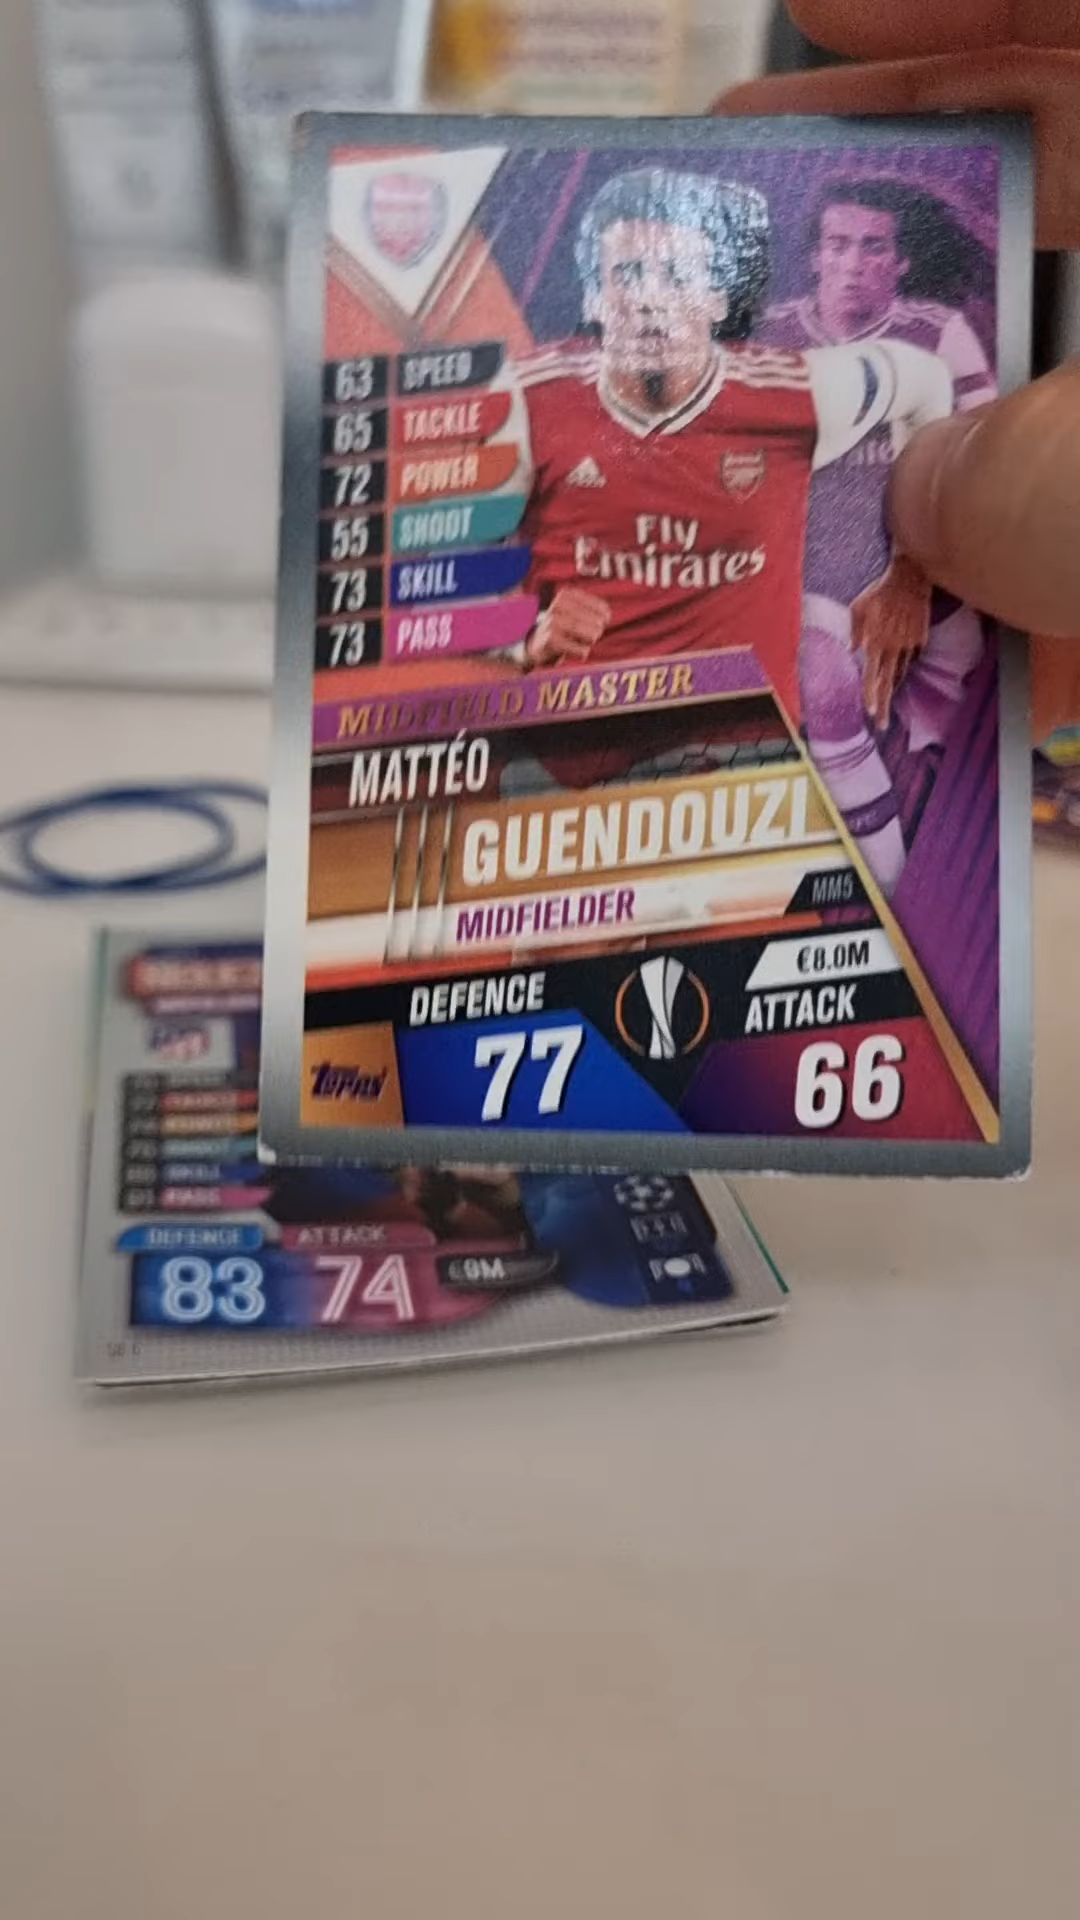 63 SPEED
65 TACKLE
72 POWER
55 SHOOT
73 SKILL
73 PASS
Fly
Emirates
MIDFIELD MASTER
MATTÉO
GUENDOUZI
MIDFIELDER
MM5
€8.0M
DEFENCE
77
ATTACK
66
TOPPS
DEFENCE
ATTACK
83
74
€9M